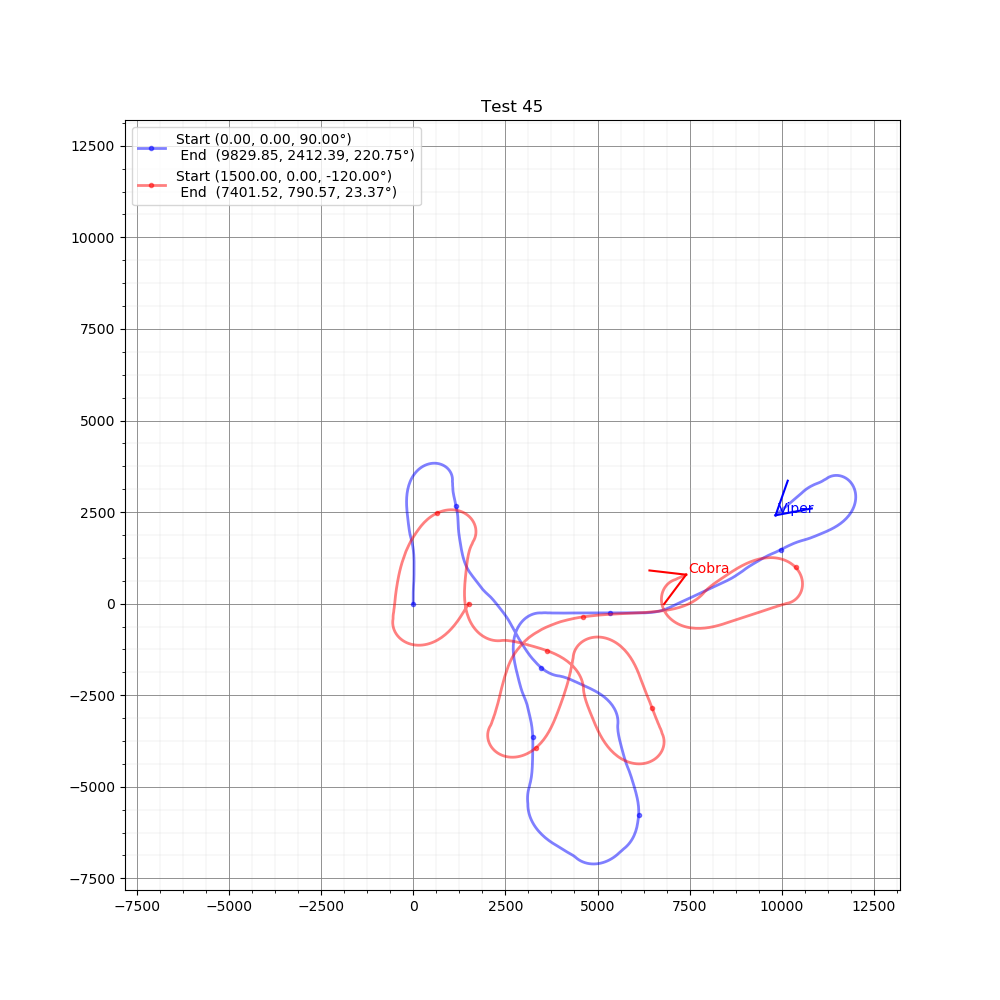 Test 45
Start (0.00, 0.00, 90.00°)
End  (9829.85, 2412.39, 220.75°)
Start (1500.00, 0.00, -120.00°)
End  (7401.52, 790.57, 23.37°)
12500
10000
7500
5000
2500
0
−2500
−5000
−7500
Viper
Cobra
−7500 −5000 −2500 0 2500 5000 7500 10000 12500